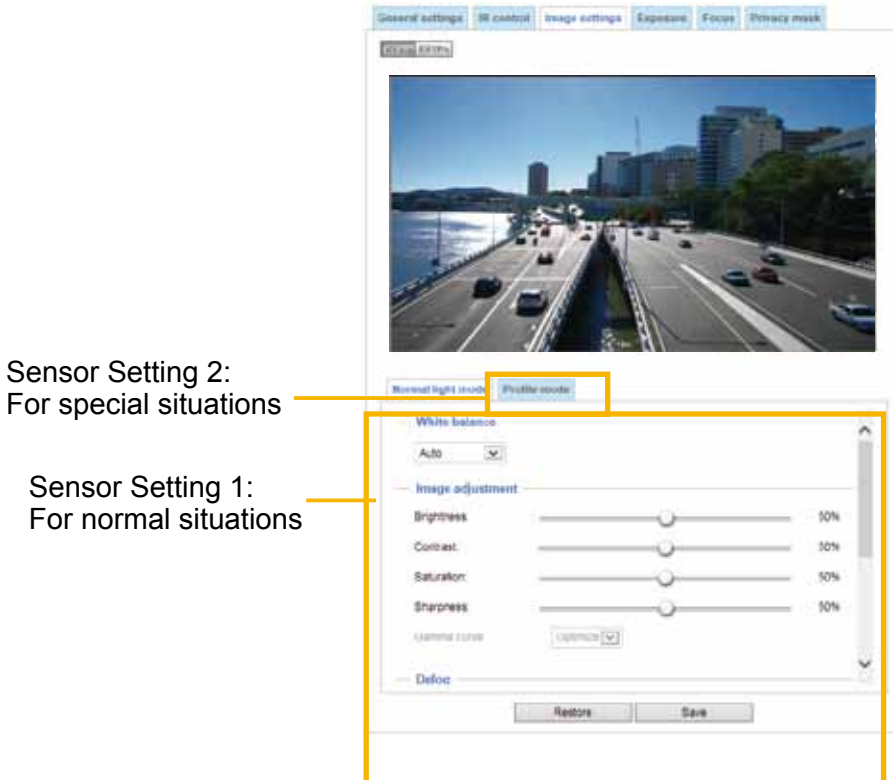 General settings IR control Image settings Exposure Focus Privacy mask
Sensor Setting 2:
For special situations
Normal light mode Profile mode
White balance
Auto
Sensor Setting 1:
For normal situations
Image adjustment
Brightness: 50%
Contrast: 50%
Saturation: 50%
Sharpness: 50%
Gamma curve Optimize
Defog
Restore Save